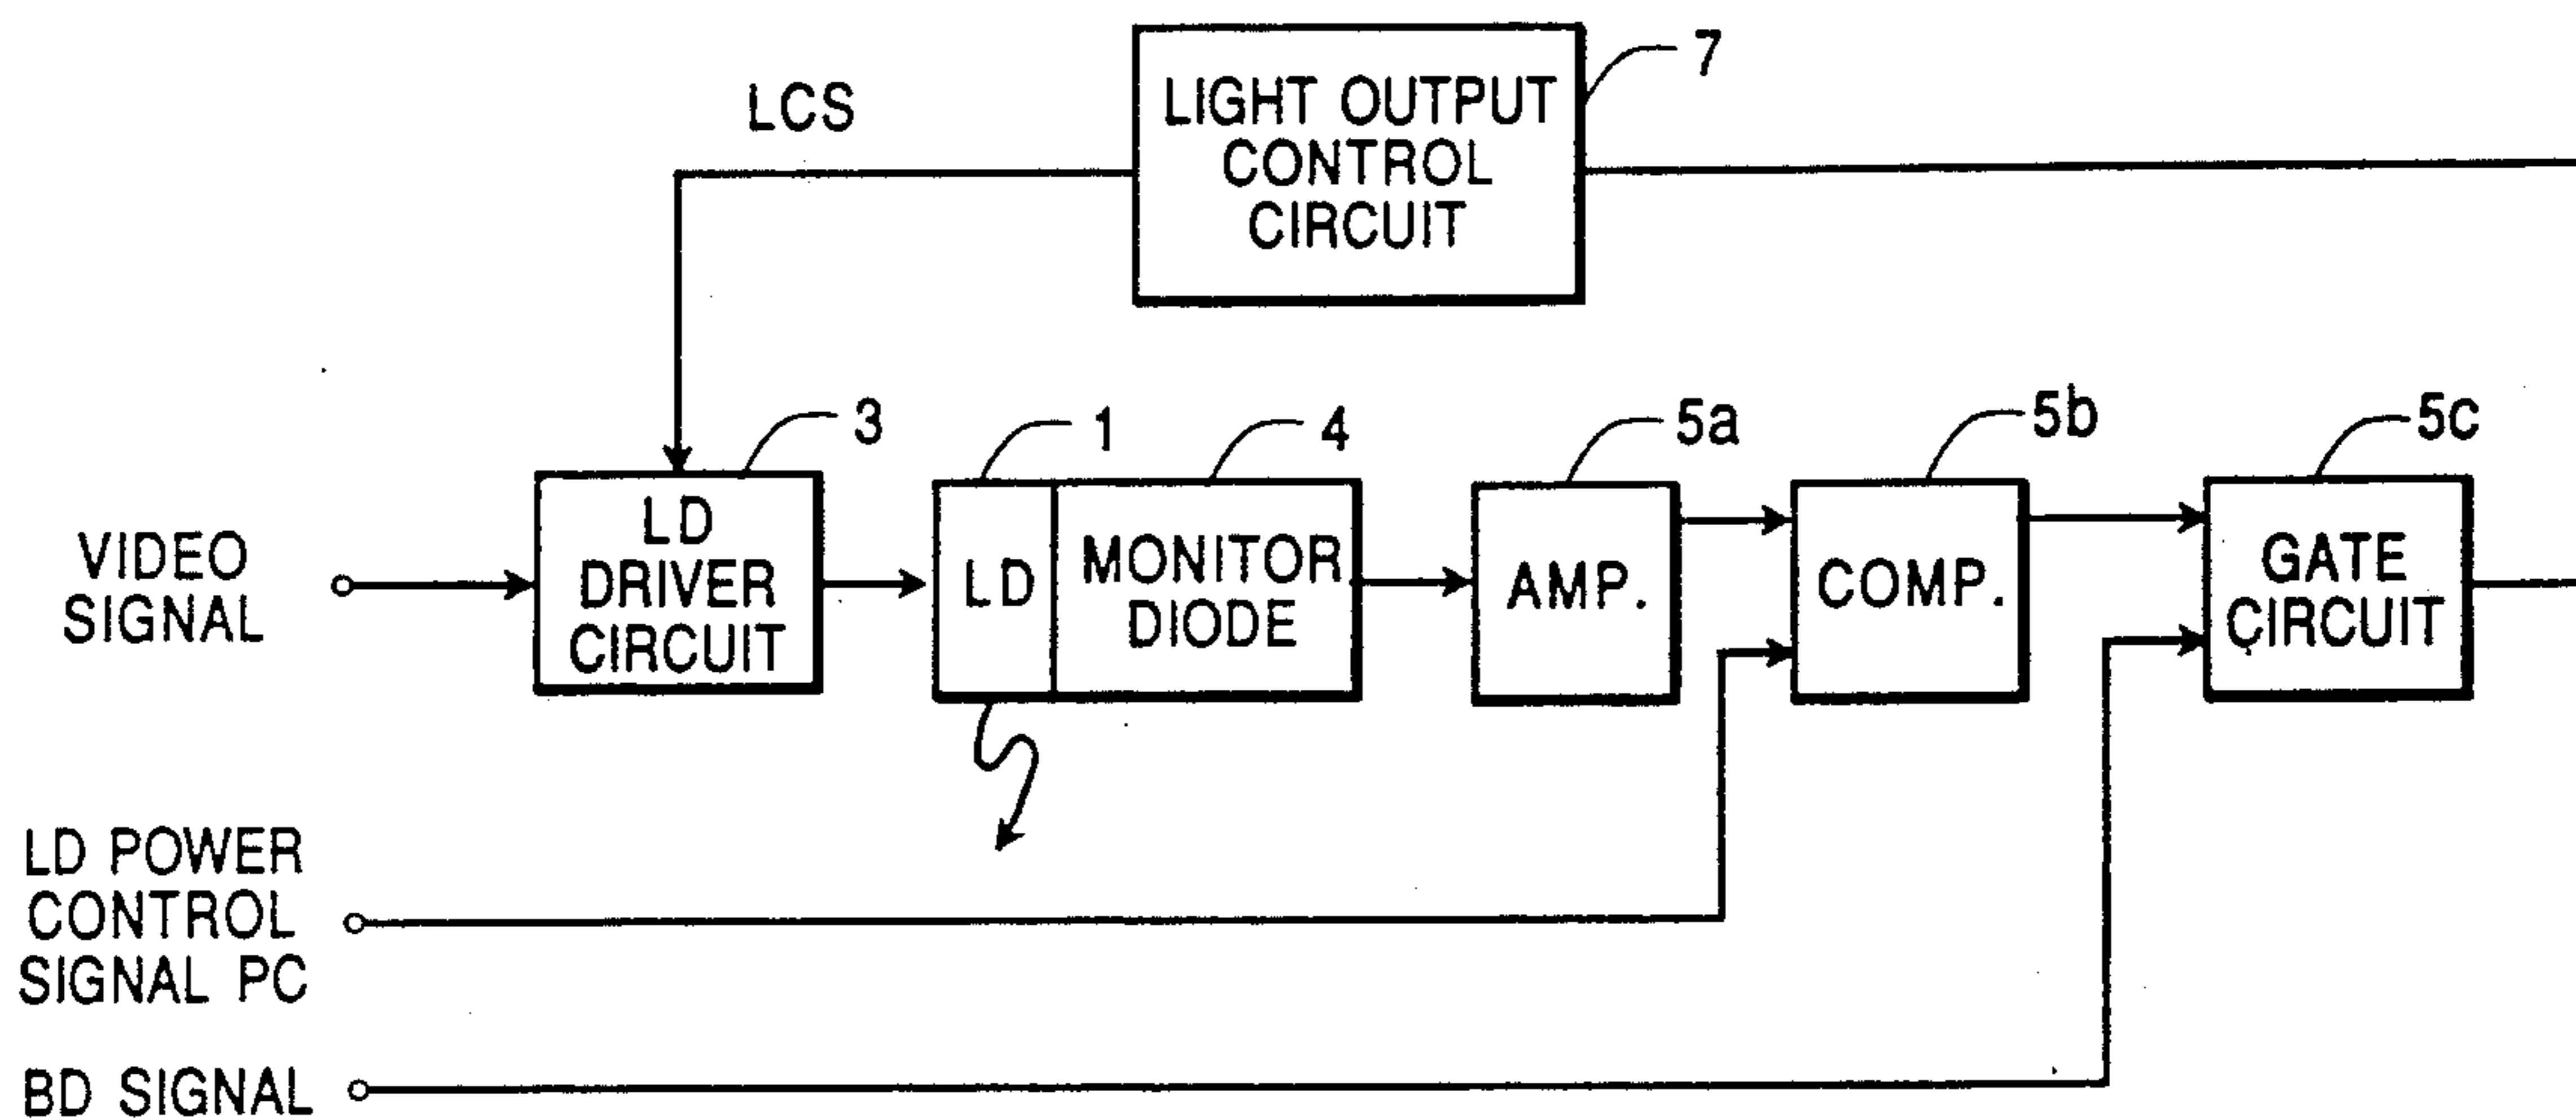 7
LIGHT OUTPUT
CONTROL
CIRCUIT
LCS
3
1
4
5a
5b
5c
VIDEO
SIGNAL
LD
DRIVER
CIRCUIT
LD
MONITOR
DIODE
AMP.
COMP.
GATE
CIRCUIT
LD POWER
CONTROL
SIGNAL PC
BD SIGNAL